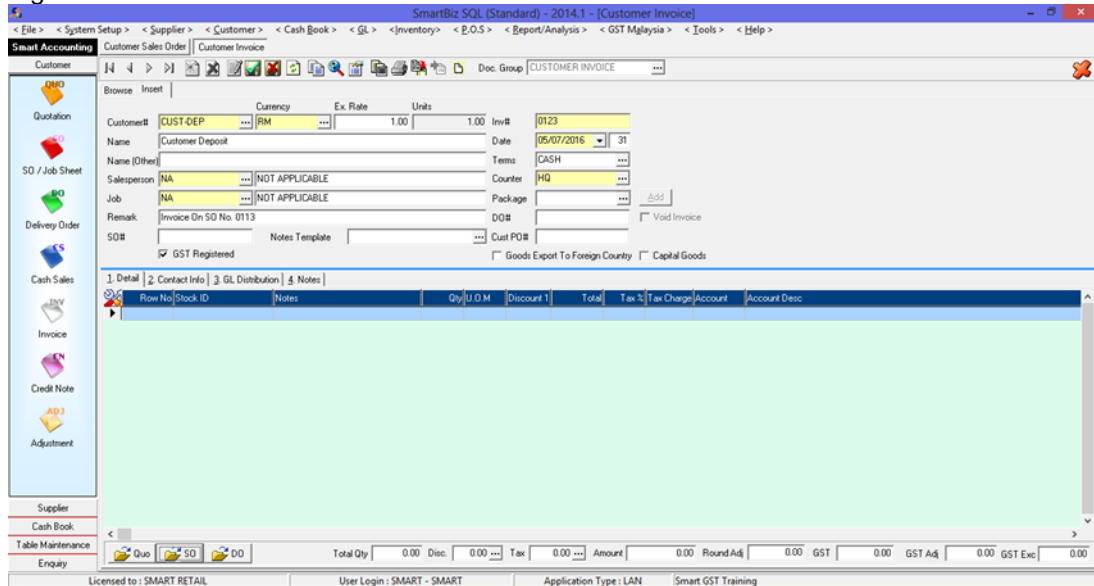 SmartBiz SQL (Standard) - 2014.1 - [Customer Invoice]
< File > < System Setup > < Supplier > < Customer > < Cash Book > < GL > <Inventory> < P.O.S > < Report/Analysis > < GST Malaysia > < Tools > < Help >
Smart Accounting Customer Sales Order Customer Invoice
Customer Doc. Group CUSTOMER INVOICE ...
Browse Insert
Currency Ex. Rate Units
Customer# CUST-DEP ... RM ... 1.00 1.00 Inv# 0123
Name Customer Deposit Date 05/07/2016 31
Name (Other) Terms CASH ...
Salesperson NA ... NOT APPLICABLE Counter HQ ...
Job NA ... NOT APPLICABLE Package ... Add
Remark Invoice On SO No. 0113 DO# Void Invoice
SO# Notes Template ... Cust PO#
GST Registered Goods Export To Foreign Country Capital Goods
1. Detail 2. Contact Info 3. GL Distribution 4. Notes
Row No Stock ID Notes Qty U.O.M Discount 1 Total Tax % Tax Charge Account Account Desc
QUO
Quotation
SO
SO / Job Sheet
DO
Delivery Order
CS
Cash Sales
INV
Invoice
CN
Credit Note
ADJ
Adjustment
Supplier
Cash Book
Table Maintenance
Enquiry
Quo SO DO Total Qty 0.00 Disc. 0.00 ... Tax 0.00 ... Amount 0.00 Round Adj 0.00 GST 0.00 GST Adj 0.00 GST Exc 0.00
Licensed to : SMART RETAIL User Login : SMART - SMART Application Type : LAN Smart GST Training